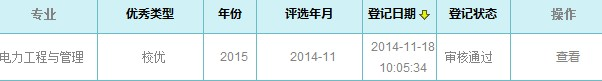 专业 优秀类型 年份 评选年月 登记日期 登记状态 操作
电力工程与管理 校优 2015 2014-11 2014-11-18 10:05:34 审核通过 查看